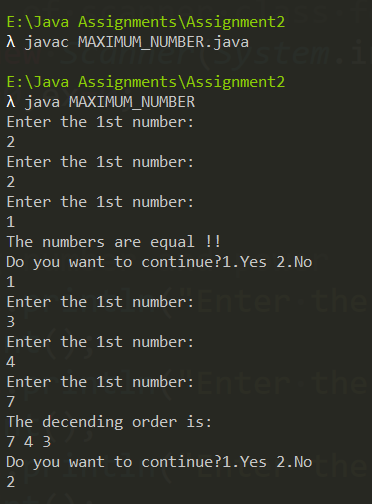 E:\Java Assignments\Assignment2
λ javac MAXIMUM_NUMBER.java
E:\Java Assignments\Assignment2
λ java MAXIMUM_NUMBER
Enter the 1st number:
2
Enter the 1st number:
2
Enter the 1st number:
1
The numbers are equal !!
Do you want to continue?1.Yes 2.No
1
Enter the 1st number:
3
Enter the 1st number:
4
Enter the 1st number:
7
The decending order is:
7 4 3
Do you want to continue?1.Yes 2.No
2